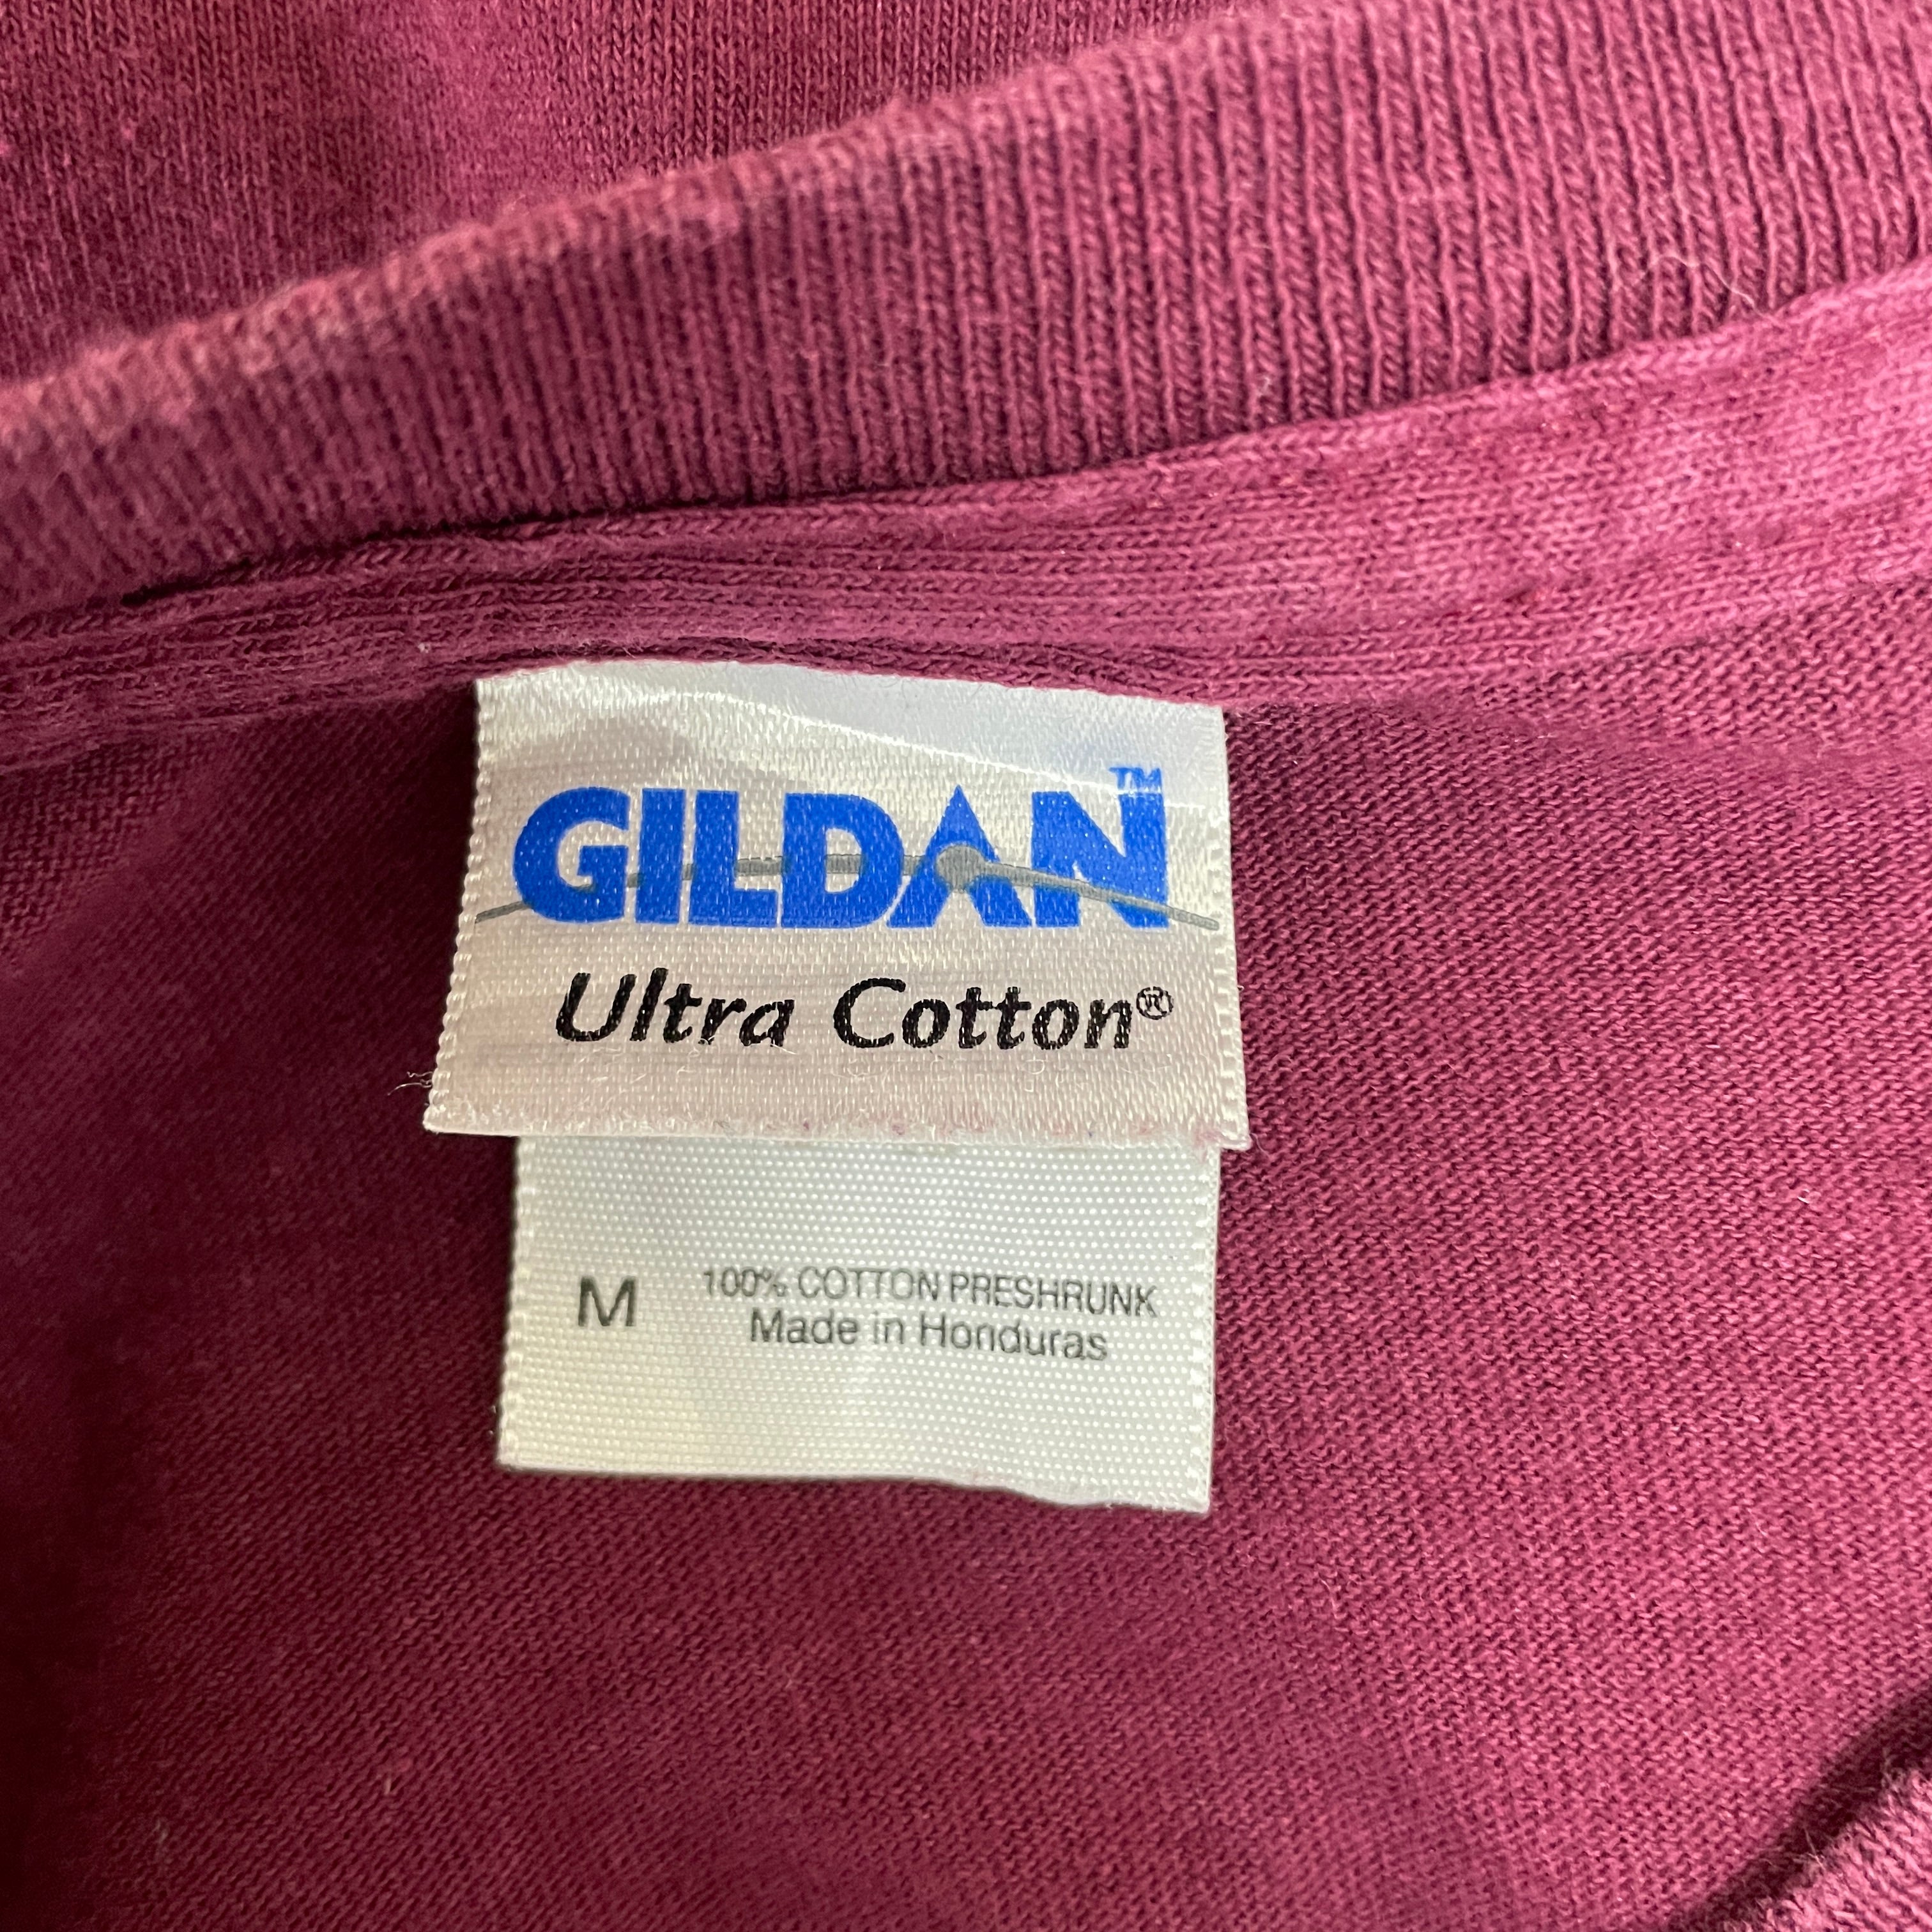 GILDAN™
Ultra Cotton®
M 100% COTTON PRESHRUNK
Made in Honduras